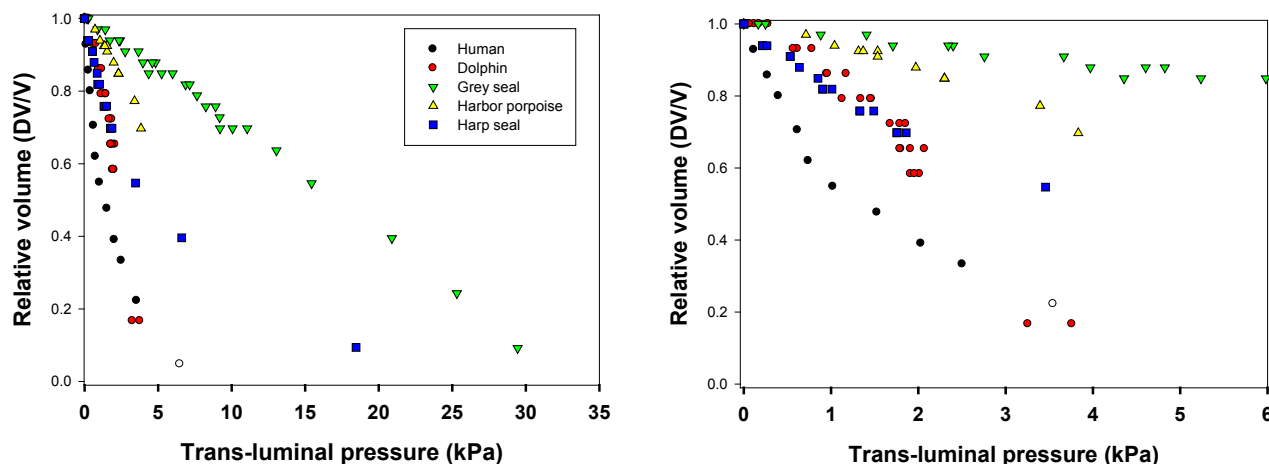 Relative volume (DV/V)
1.0
0.8
0.6
0.4
0.2
0.0
Human
Dolphin
Grey seal
Harbor porpoise
Harp seal
0 5 10 15 20 25 30 35
Trans-luminal pressure (kPa)
Relative volume (DV/V)
1.0
0.8
0.6
0.4
0.2
0.0
0 1 2 3 4 5 6
Trans-luminal pressure (kPa)